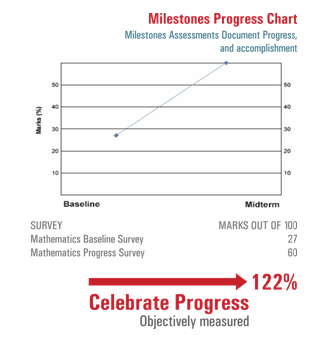 Milestones Progress Chart
Milestones Assessments Document Progress,
and accomplishment
50 50
40 40
30 30
20 20
10 10
Marks (%)
Baseline Midterm
SURVEY MARKS OUT OF 100
Mathematics Baseline Survey 27
Mathematics Progress Survey 60
122%
Celebrate Progress
Objectively measured